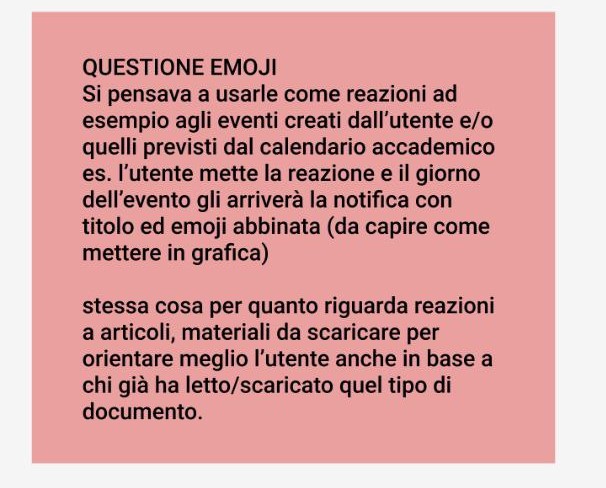 QUESTIONE EMOJI
Si pensava a usarle come reazioni ad
esempio agli eventi creati dall'utente e/o
quelli previsti dal calendario accademico
es. l'utente mette la reazione e il giorno
dell'evento gli arriverà la notifica con
titolo ed emoji abbinata (da capire come
mettere in grafica)
stessa cosa per quanto riguarda reazioni
a articoli, materiali da scaricare per
orientare meglio l'utente anche in base a
chi già ha letto/scaricato quel tipo di
documento.